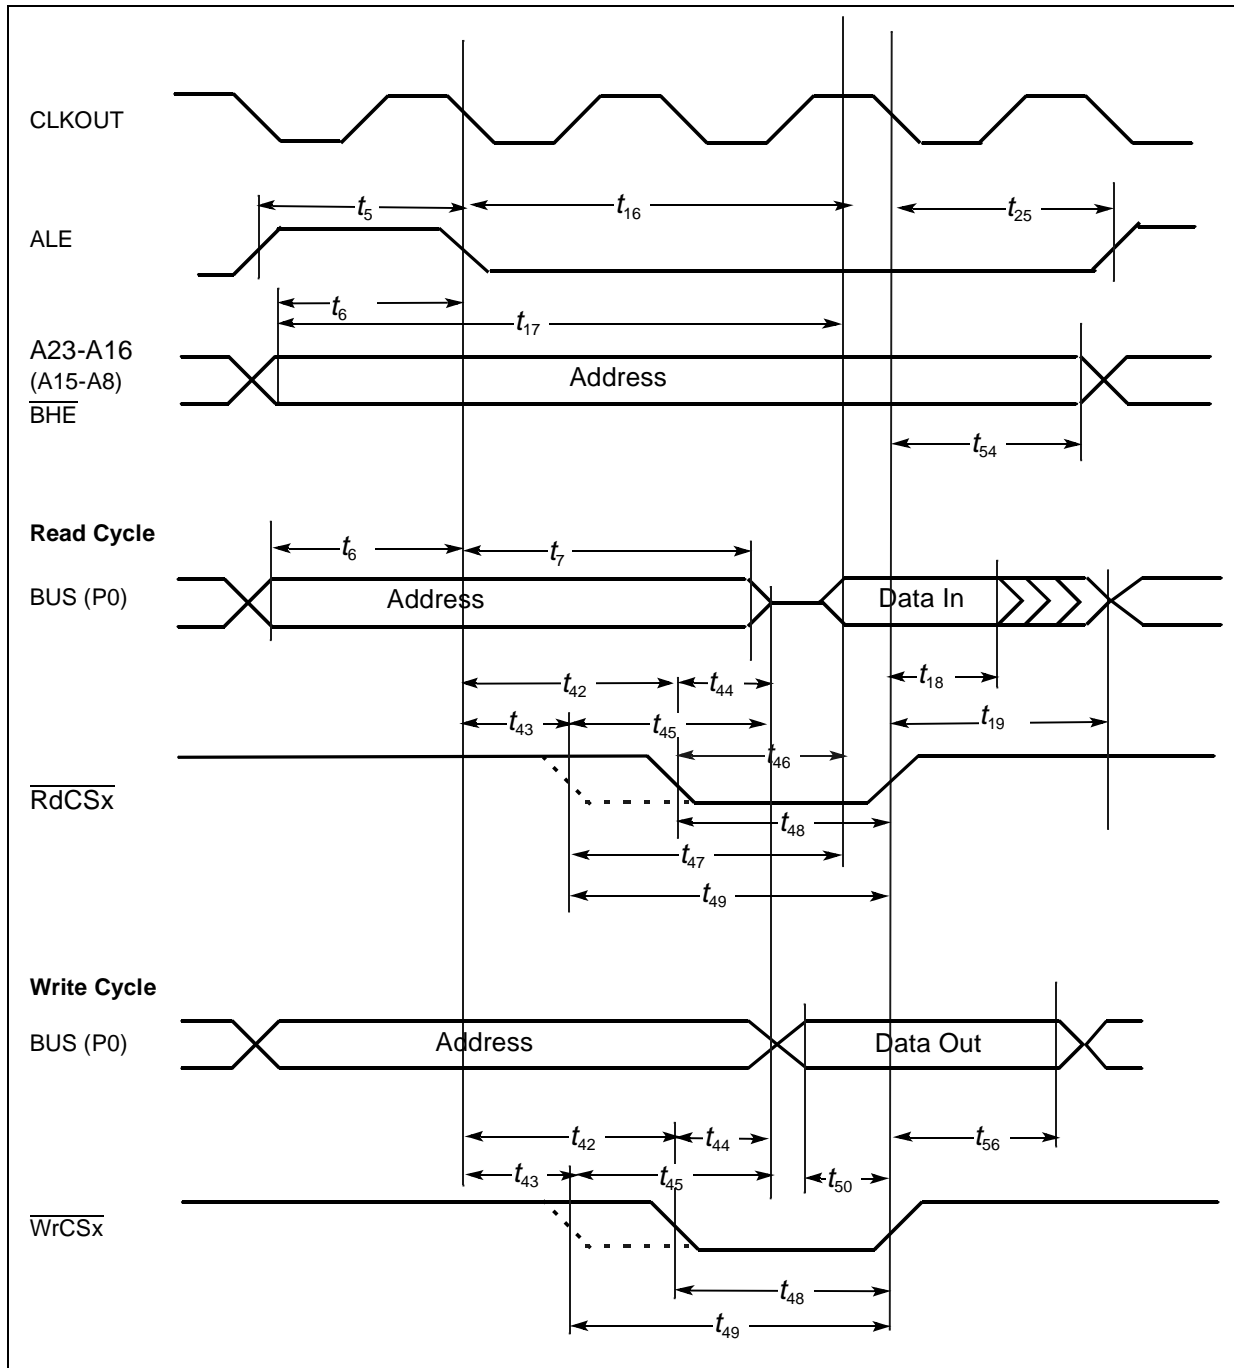 CLKOUT
t5 t16 t25
ALE
t6
t17
A23-A16
(A15-A8)
BHE
Address
t54
Read Cycle
t6 t7
BUS (P0)
Address Data In
t42 t44 t18
t43 t45 t19
t46
RdCSx
t48
t47
t49
Write Cycle
BUS (P0)
Address Data Out
t42 t44 t56
t43 t45 t50
WrCSx
t48
t49